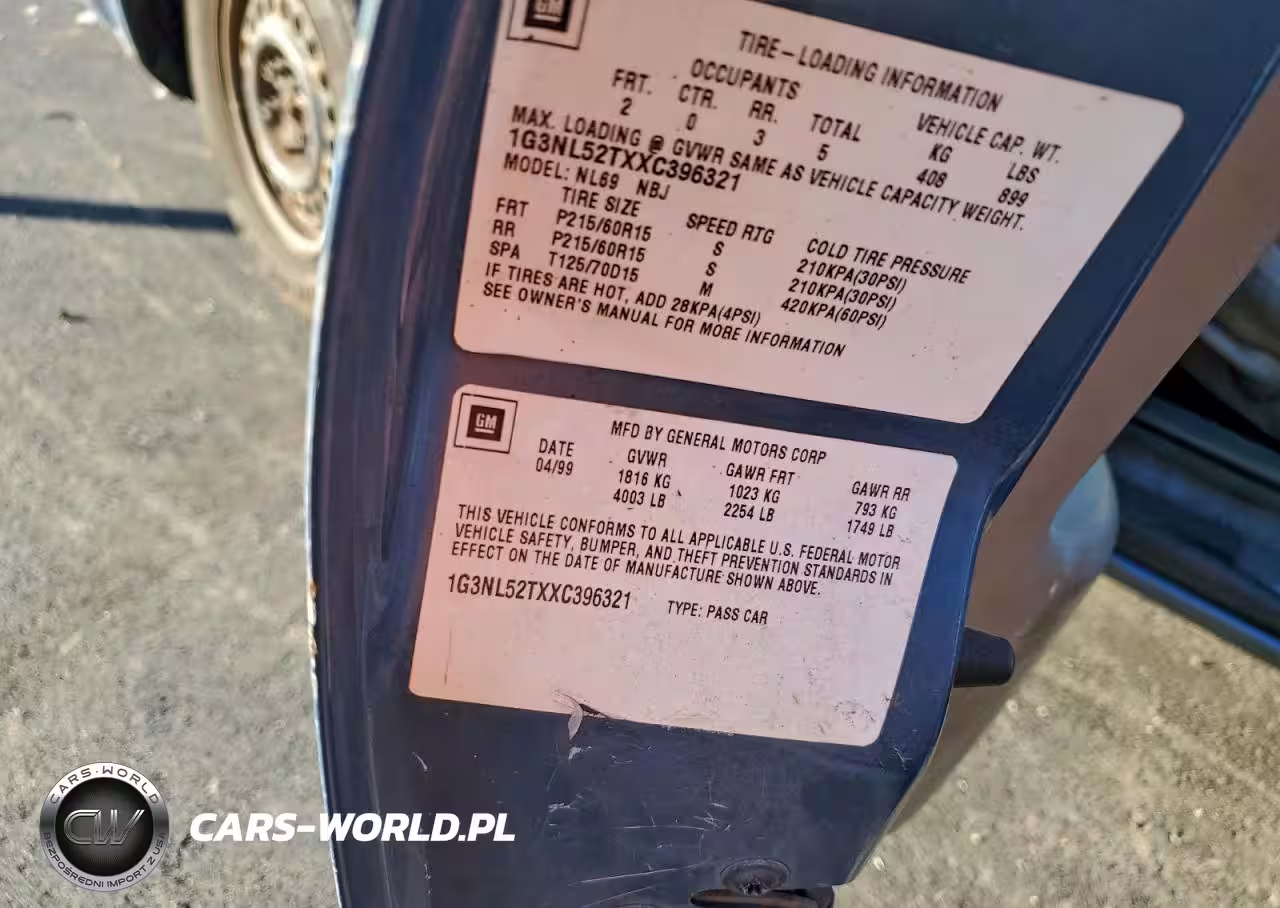 GM
TIRE-LOADING INFORMATION
OCCUPANTS VEHICLE CAP. WT.
FRT. CTR. RR. TOTAL KG LBS
2 0 3 5 408 899
MAX. LOADING @ GVWR SAME AS VEHICLE CAPACITY WEIGHT.
1G3NL52TXXC396321
MODEL: NL69 NBJ
TIRE SIZE SPEED RTG COLD TIRE PRESSURE
FRT P215/60R15 S 210KPA(30PSI)
RR P215/60R15 S 210KPA(30PSI)
SPA T125/70D15 M 420KPA(60PSI)
IF TIRES ARE HOT, ADD 28KPA(4PSI)
SEE OWNER'S MANUAL FOR MORE INFORMATION
GM
MFD BY GENERAL MOTORS CORP
DATE GVWR GAWR FRT GAWR RR
04/99 1816 KG 1023 KG 793 KG
4003 LB 2254 LB 1749 LB
THIS VEHICLE CONFORMS TO ALL APPLICABLE U.S. FEDERAL MOTOR
VEHICLE SAFETY, BUMPER, AND THEFT PREVENTION STANDARDS IN
EFFECT ON THE DATE OF MANUFACTURE SHOWN ABOVE.
1G3NL52TXXC396321 TYPE: PASS CAR
CARS-WORLD
CW
BEZPOŚREDNI IMPORT Z USA
CARS-WORLD.PL